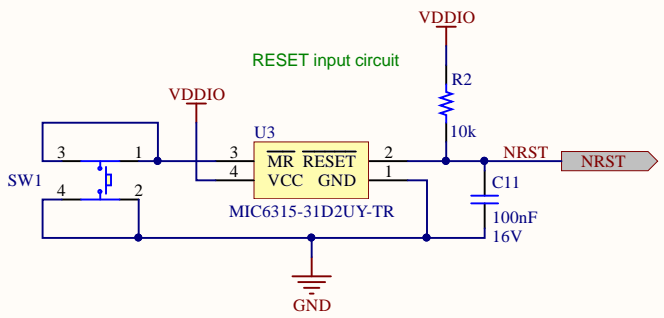 VDDIO
RESET input circuit
R2
VDDIO
10k
U3
3 1 3 MR RESET 2 NRST NRST
SW1 4 VCC GND 1 C11
4 2 MIC6315-31D2UY-TR 100nF
16V
GND